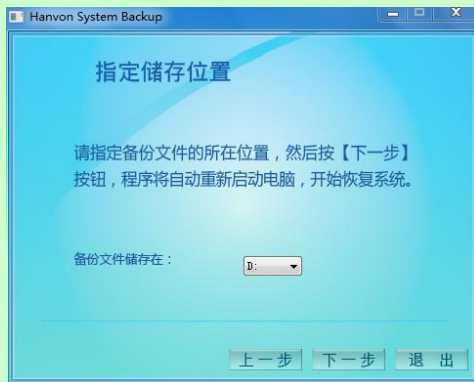 Hanvon System Backup
指定储存位置
请指定备份文件的所在位置，然后按【下一步】
按钮，程序将自动重新启动电脑，开始恢复系统。
备份文件储存在：
D:
上一步 下一步 退 出